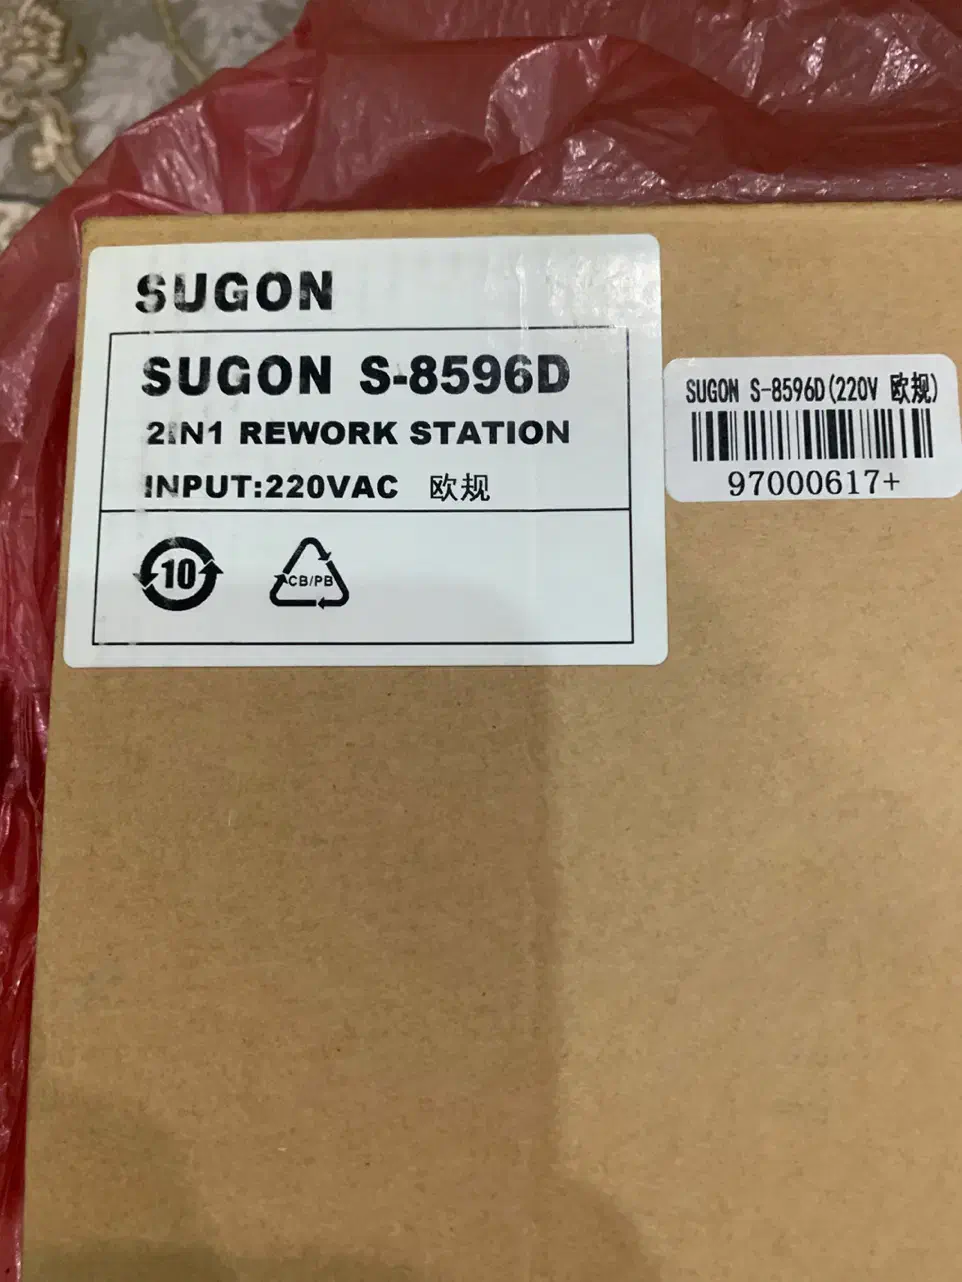 SUGON
SUGON S-8596D
2IN1 REWORK STATION
INPUT:220VAC 欧规
10
CB/PB
SUGON S-8596D(220V 欧规)
97000617+